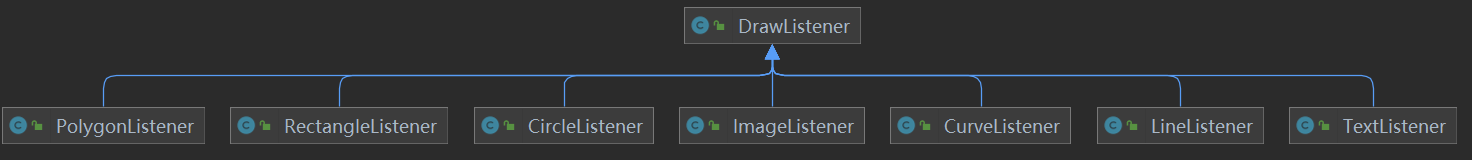 C DrawListener
C PolygonListener
C RectangleListener
C CircleListener
C ImageListener
C CurveListener
C LineListener
C TextListener